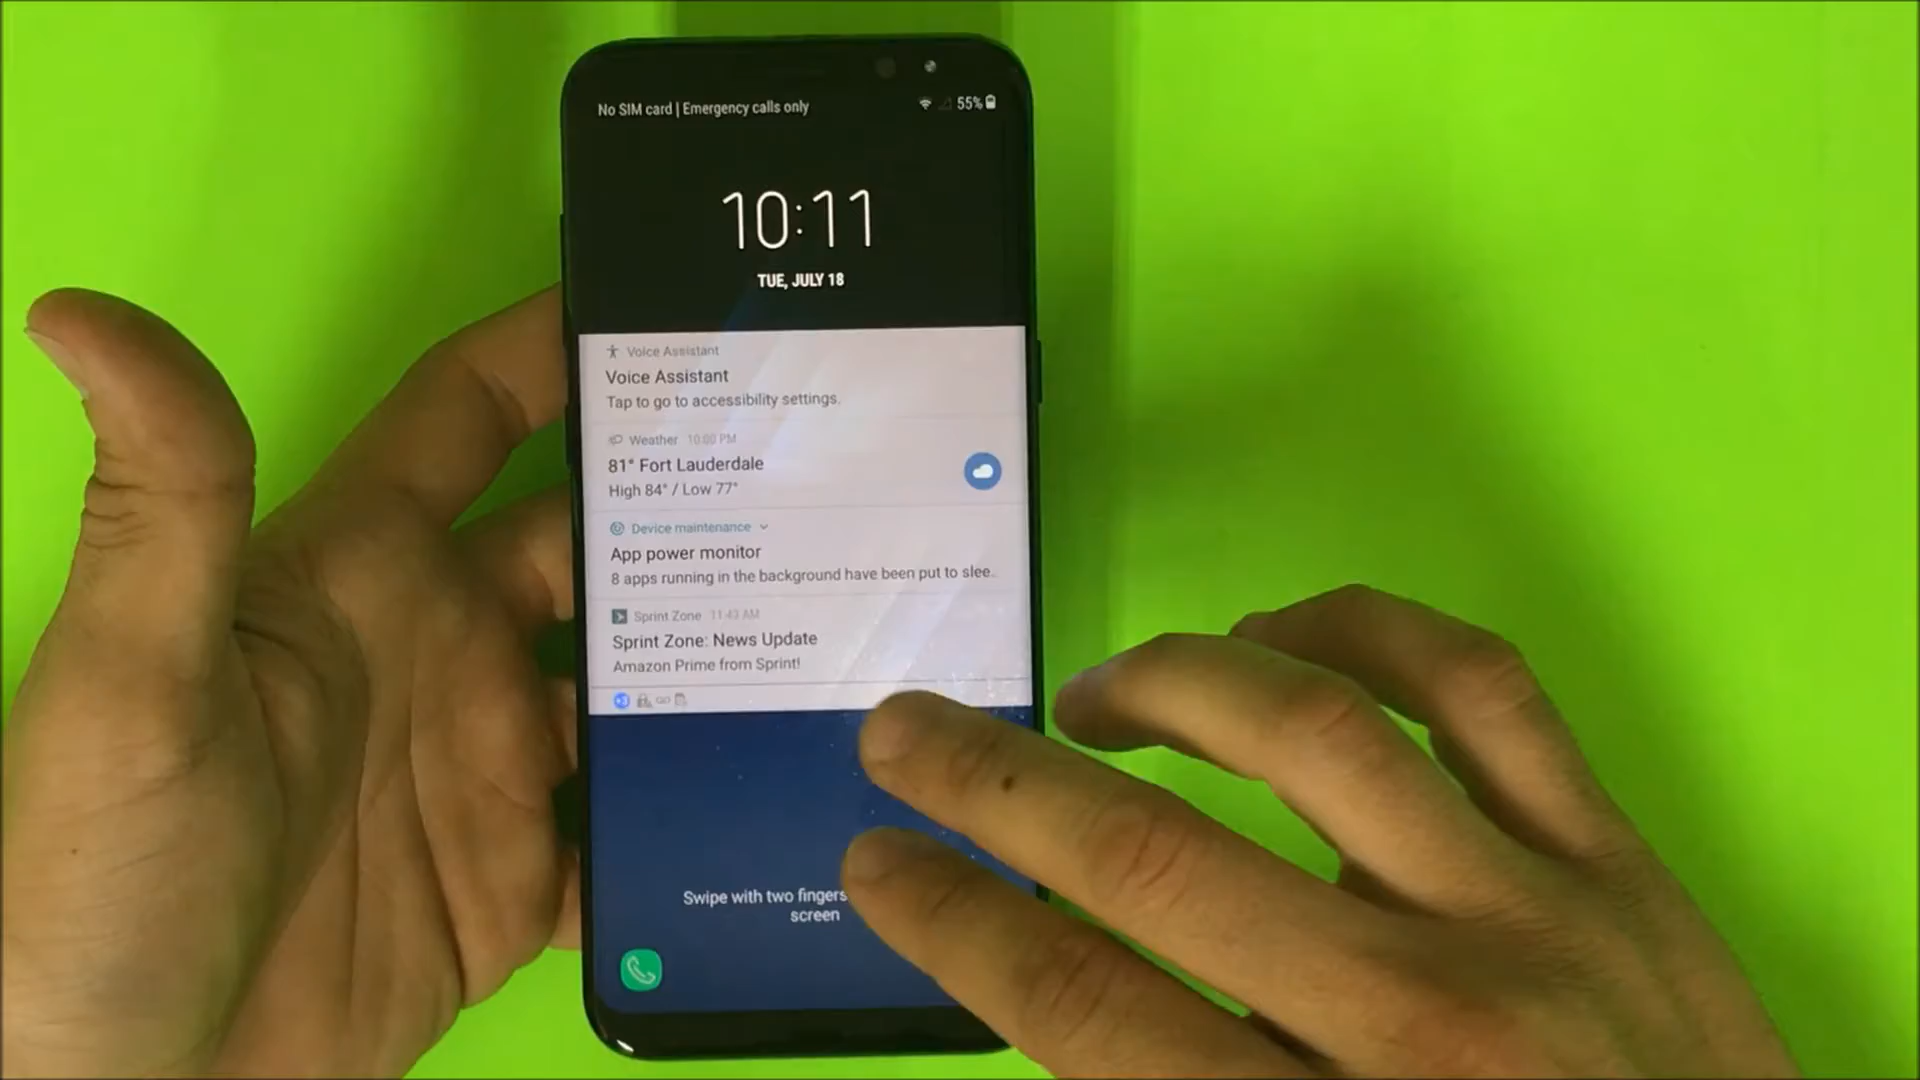 No SIM card | Emergency calls only
55%
10:11
TUE, JULY 18
Voice Assistant
Voice Assistant
Tap to go to accessibility settings.
Weather 10:00 PM
81° Fort Lauderdale
High 84° / Low 77°
Device maintenance
App power monitor
8 apps running in the background have been put to slee..
Sprint Zone 11:43 AM
Sprint Zone: News Update
Amazon Prime from Sprint!
+3
Swipe with two fingers
screen